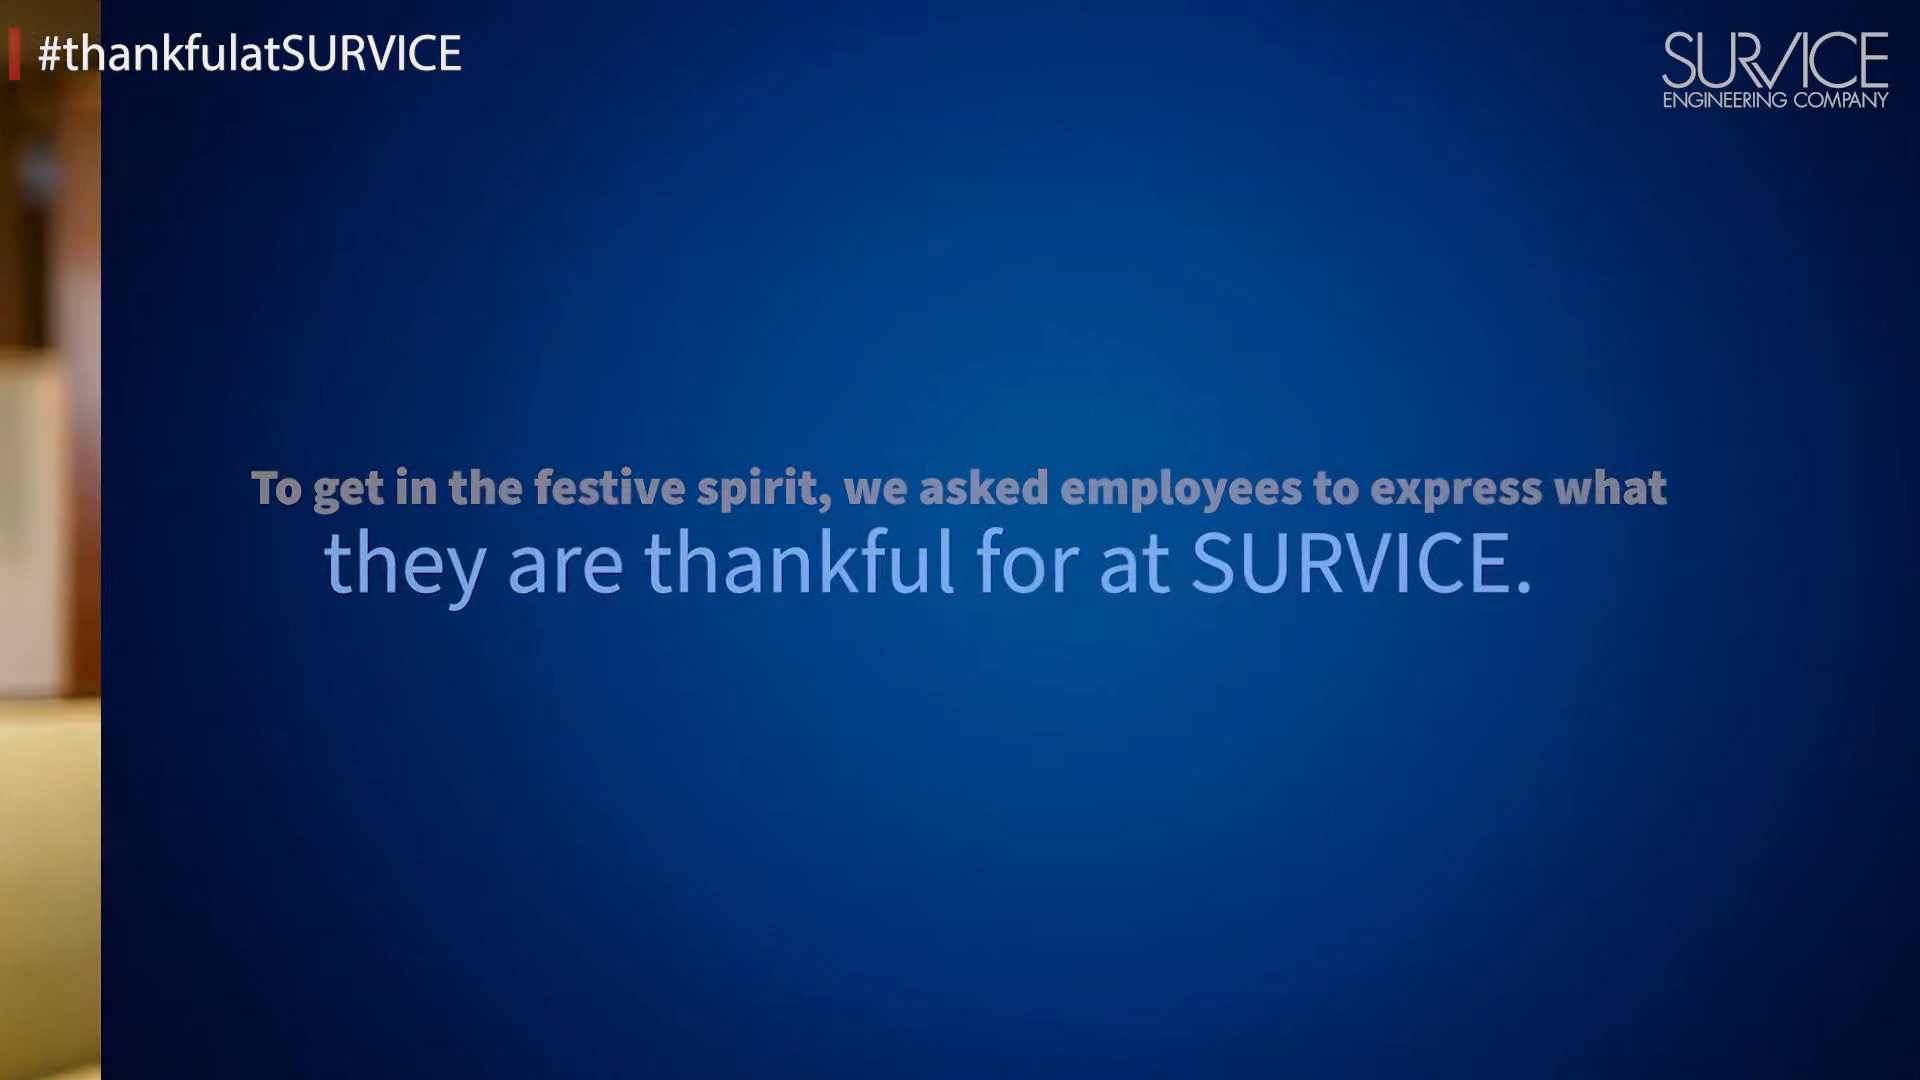 #thankfulatSURVICE
SURVICE
ENGINEERING COMPANY
To get in the festive spirit, we asked employees to express what
they are thankful for at SURVICE.